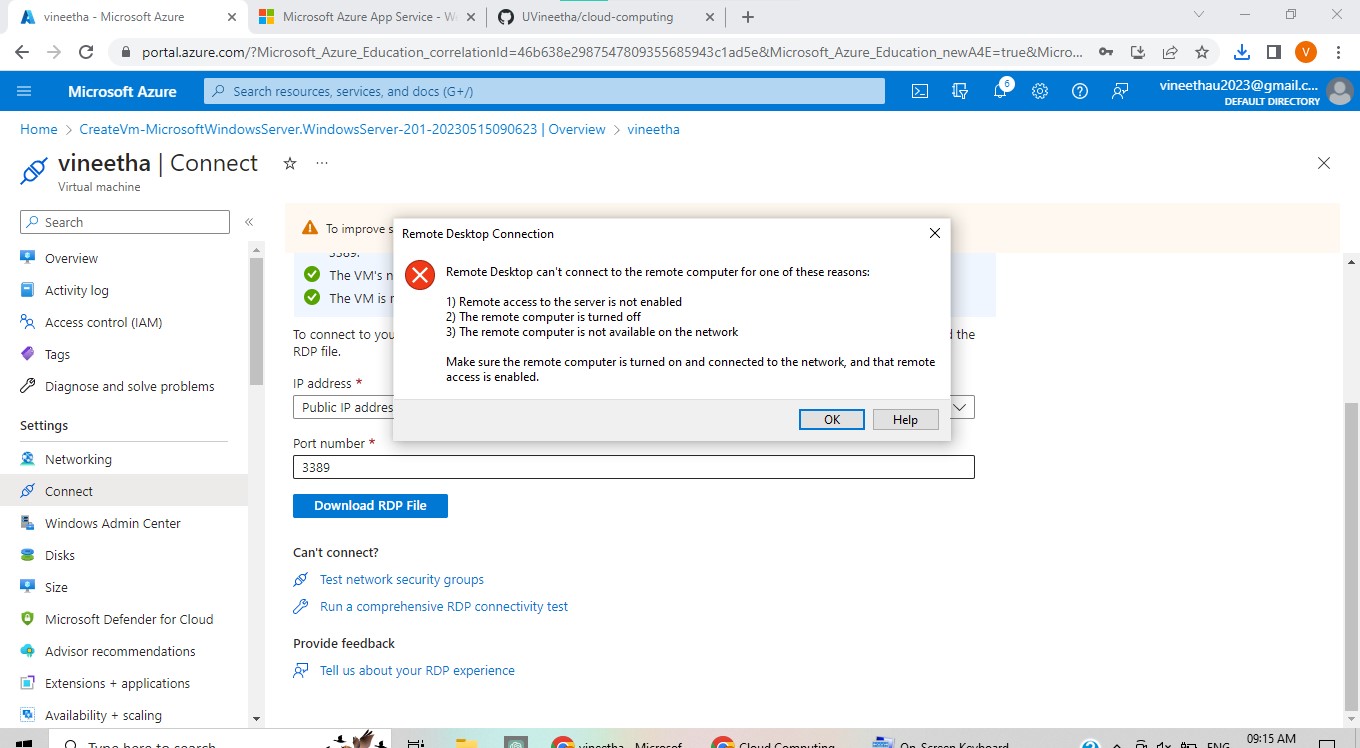 vineetha - Microsoft Azure
Microsoft Azure App Service - W
UVineetha/cloud-computing
portal.azure.com/?Microsoft_Azure_Education_correlationId=46b638e2987547809355685943c1ad5e&Microsoft_Azure_Education_newA4E=true&Micro...
V
Microsoft Azure
Search resources, services, and docs (G+/)
6
vineethau2023@gmail.c...
DEFAULT DIRECTORY
Home > CreateVm-MicrosoftWindowsServer.WindowsServer-201-20230515090623 | Overview > vineetha
vineetha | Connect
Virtual machine
Search
Overview
Activity log
Access control (IAM)
Tags
Diagnose and solve problems
Settings
Networking
Connect
Windows Admin Center
Disks
Size
Microsoft Defender for Cloud
Advisor recommendations
Extensions + applications
Availability + scaling
To improve s
3389.
The VM's n
The VM is r
To connect to you
d the
RDP file.
IP address *
Public IP addres
Port number *
3389
Download RDP File
Can't connect?
Test network security groups
Run a comprehensive RDP connectivity test
Provide feedback
Tell us about your RDP experience
Remote Desktop Connection
Remote Desktop can't connect to the remote computer for one of these reasons:
1) Remote access to the server is not enabled
2) The remote computer is turned off
3) The remote computer is not available on the network
Make sure the remote computer is turned on and connected to the network, and that remote
access is enabled.
OK
Help
Type here to search
vineetha - Microsof
Cloud Computing
On-Screen Keyboard
ENG
09:15 AM